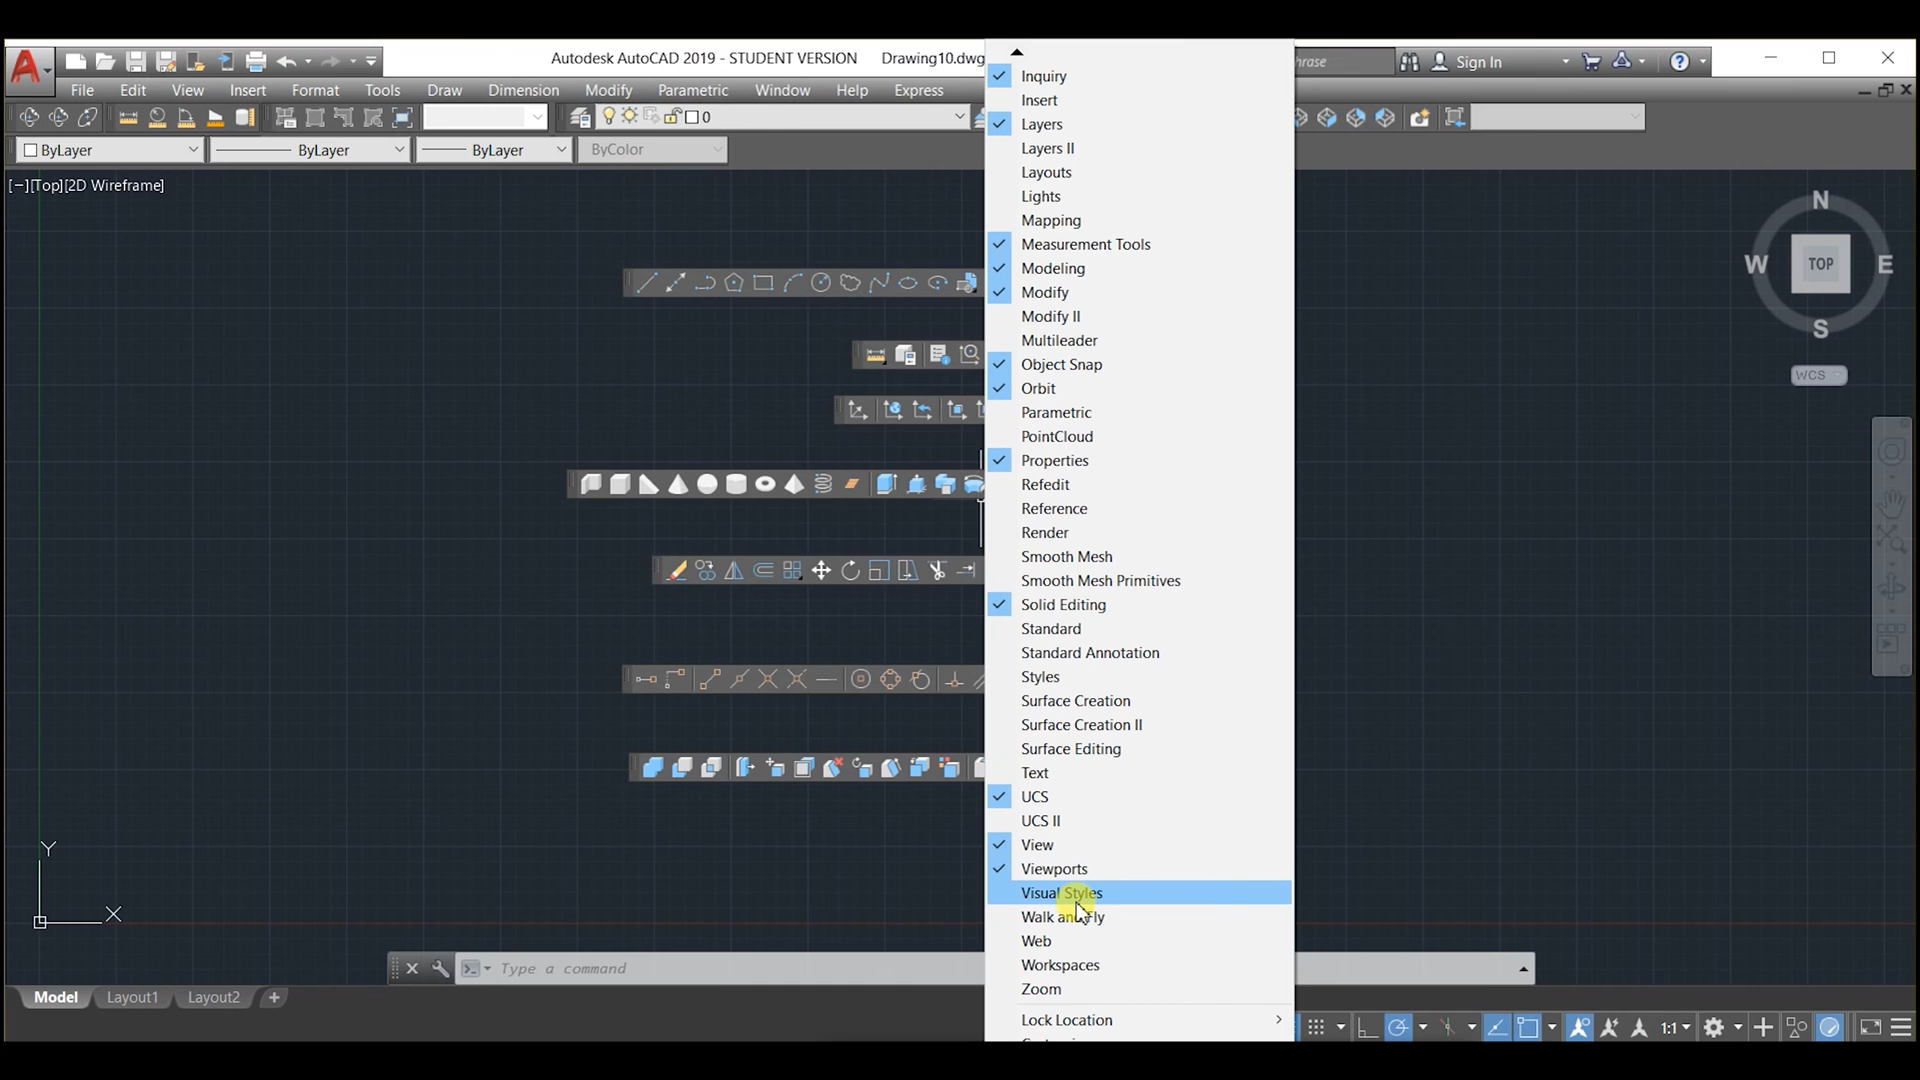 A Autodesk AutoCAD 2019 - STUDENT VERSION Drawing10.dwg hrase Sign In
File Edit View Insert Format Tools Draw Dimension Modify Parametric Window Help Express
0
ByLayer ByLayer ByLayer ByColor
[−][Top][2D Wireframe]
Inquiry
Insert
Layers
Layers II
Layouts
Lights
Mapping
Measurement Tools
Modeling
Modify
Modify II
Multileader
Object Snap
Orbit
Parametric
PointCloud
Properties
Refedit
Reference
Render
Smooth Mesh
Smooth Mesh Primitives
Solid Editing
Standard
Standard Annotation
Styles
Surface Creation
Surface Creation II
Surface Editing
Text
UCS
UCS II
View
Viewports
Visual Styles
Walk and Fly
Web
Workspaces
Zoom
Lock Location
N
W TOP E
S
WCS
Y
X
Type a command
Model Layout1 Layout2 +
1:1